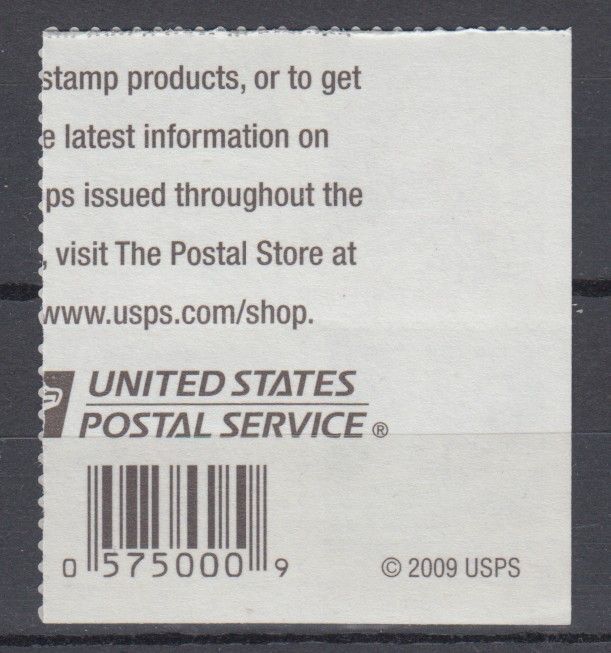 stamp products, or to get
e latest information on
ps issued throughout the
, visit The Postal Store at
www.usps.com/shop.
UNITED STATES
POSTAL SERVICE ®
0 575000 9
© 2009 USPS